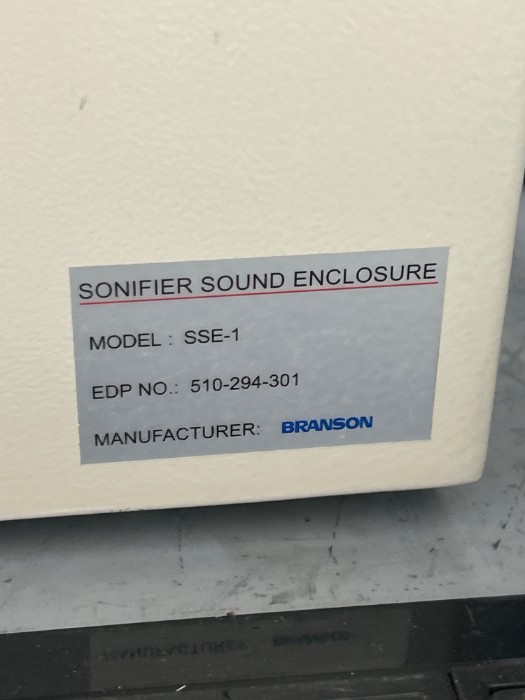 SONIFIER SOUND ENCLOSURE
MODEL : SSE-1
EDP NO.: 510-294-301
MANUFACTURER: BRANSON